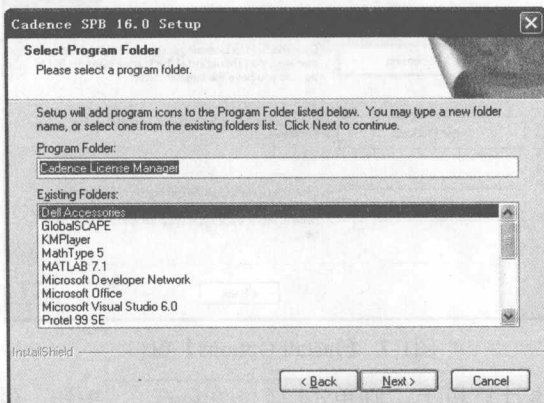 Cadence SPB 16.0 Setup
Select Program Folder
Please select a program folder.
Setup will add program icons to the Program Folder listed below. You may type a new folder
name, or select one from the existing folders list. Click Next to continue.
Program Folder:
Cadence License Manager
Existing Folders:
Dell Accessories
GlobalSCAPE
KMPlayer
MathType 5
MATLAB 7.1
Microsoft Developer Network
Microsoft Office
Microsoft Visual Studio 6.0
Protel 99 SE
InstallShield
< Back
Next >
Cancel